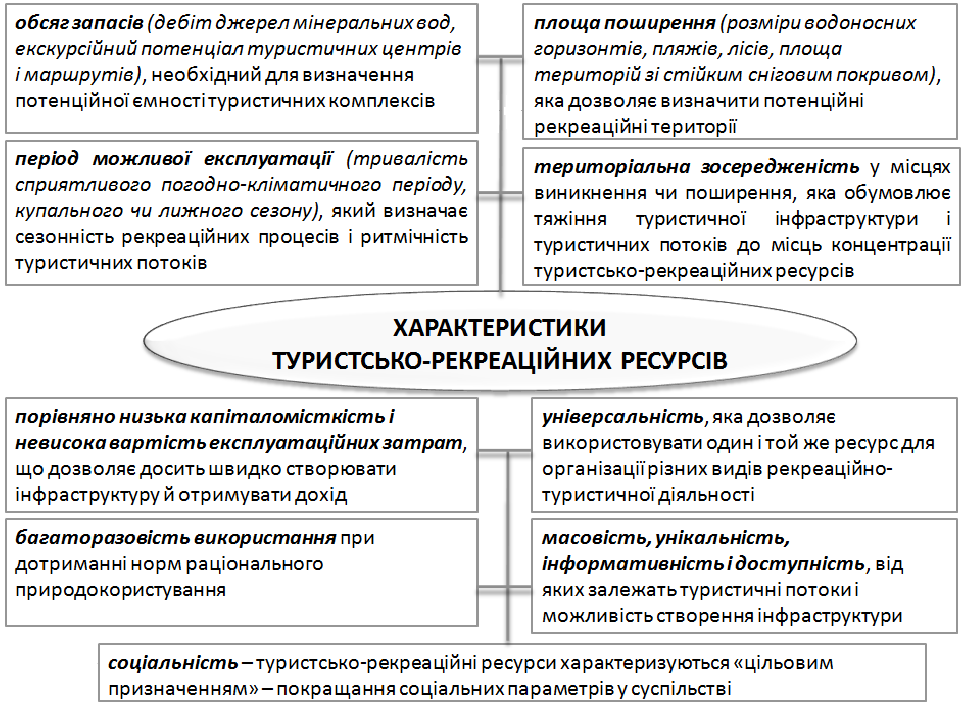 обсяг запасів (дебіт джерел мінеральних вод,
екскурсійний потенціал туристичних центрів
і маршрутів), необхідний для визначення
потенційної ємності туристичних комплексів
площа поширення (розміри водоносних
горизонтів, пляжів, лісів, площа
територій зі стійким сніговим покривом),
яка дозволяє визначити потенційні
рекреаційні території
період можливої експлуатації (тривалість
сприятливого погодно-кліматичного періоду,
купального чи лижного сезону), який визначає
сезонність рекреаційних процесів і ритмічність
туристичних потоків
територіальна зосередженість у місцях
виникнення чи поширення, яка обумовлює
тяжіння туристичної інфраструктури і
туристичних потоків до місць концентрації
туристсько-рекреаційних ресурсів
ХАРАКТЕРИСТИКИ
ТУРИСТСЬКО-РЕКРЕАЦІЙНИХ РЕСУРСІВ
порівняно низька капіталомісткість і
невисока вартість експлуатаційних затрат,
що дозволяє досить швидко створювати
інфраструктуру й отримувати дохід
універсальність, яка дозволяє
використовувати один і той же ресурс для
організації різних видів рекреаційно-
туристичної діяльності
багаторазовість використання при
дотриманні норм раціонального
природокористування
масовість, унікальність,
інформативність і доступність, від
яких залежать туристичні потоки і
можливість створення інфраструктури
соціальність – туристсько-рекреаційні ресурси характеризуються «цільовим
призначенням» – покращання соціальних параметрів у суспільстві